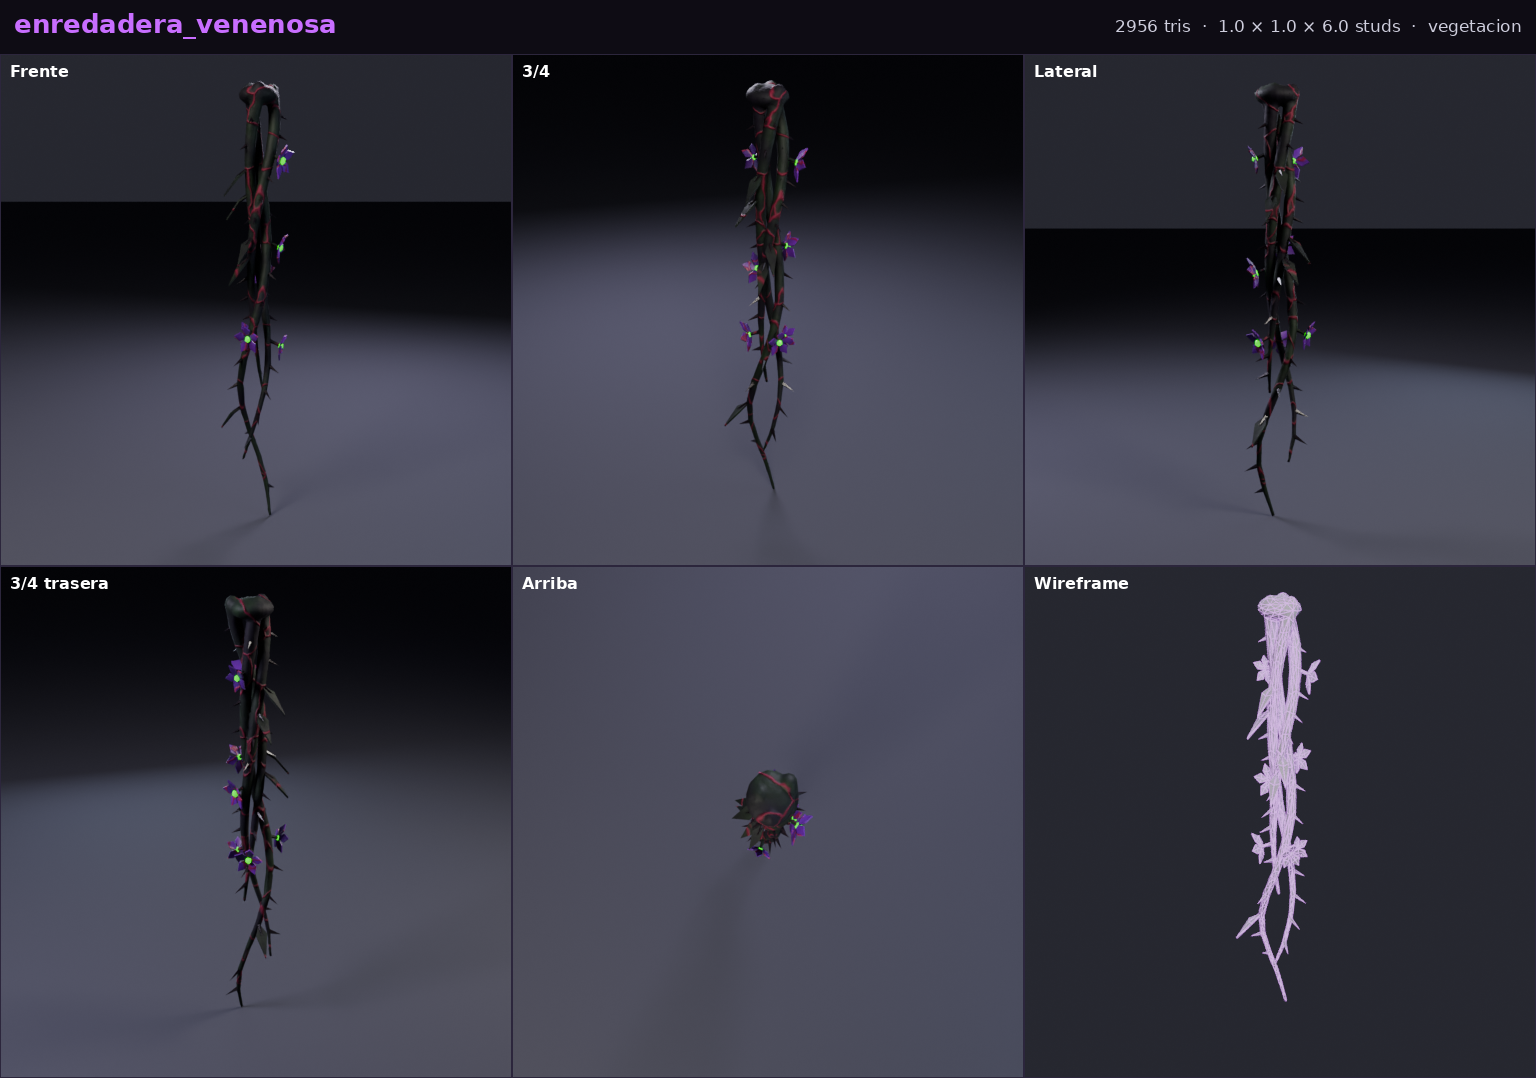 enredadera_venenosa
2956 tris · 1.0 × 1.0 × 6.0 studs · vegetacion
Frente
3/4
Lateral
3/4 trasera
Arriba
Wireframe